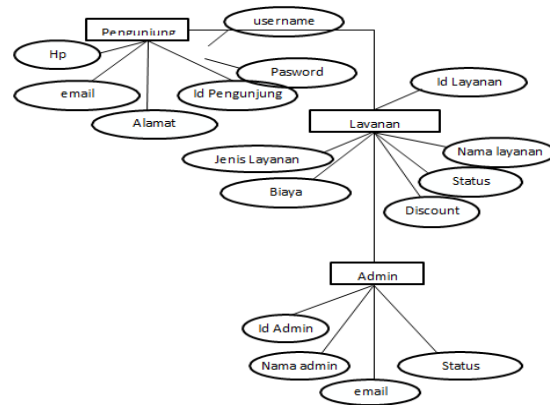 username
Pengunjung
Hp
Pasword
email
Id Pengunjung
Id Layanan
Alamat
Layanan
Jenis Layanan
Nama layanan
Biaya
Status
Discount
Admin
Id Admin
Nama admin
Status
email